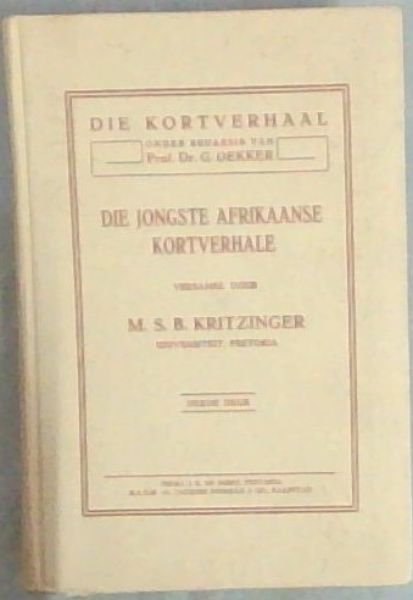 DIE KORTVERHAAL
ONDER REDAKSIE VAN
Prof. Dr. G. DEKKER
DIE JONGSTE AFRIKAANSE
KORTVERHALE
VERSAMEL DEUR
M. S. B. KRITZINGER
UNIVERSITEIT, PRETORIA
DERDE DRUK